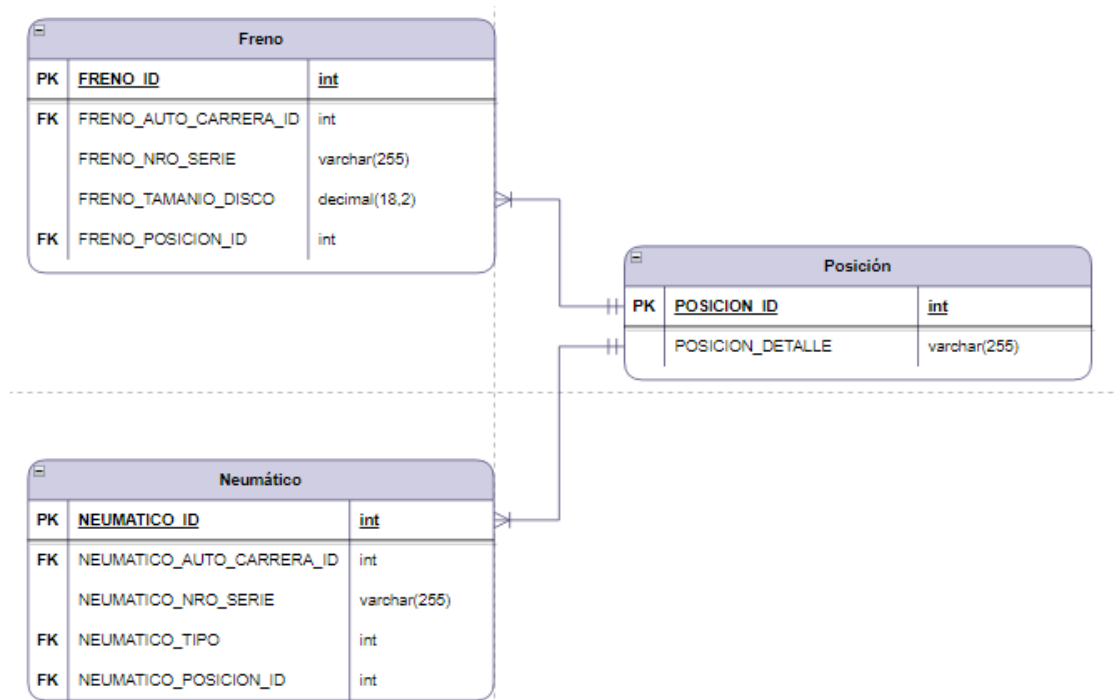 Freno
PK FRENO_ID int
FK FRENO_AUTO_CARRERA_ID int
FRENO_NRO_SERIE varchar(255)
FRENO_TAMANIO_DISCO decimal(18,2)
FK FRENO_POSICION_ID int
Posición
PK POSICION_ID int
POSICION_DETALLE varchar(255)
Neumático
PK NEUMATICO_ID int
FK NEUMATICO_AUTO_CARRERA_ID int
NEUMATICO_NRO_SERIE varchar(255)
FK NEUMATICO_TIPO int
FK NEUMATICO_POSICION_ID int